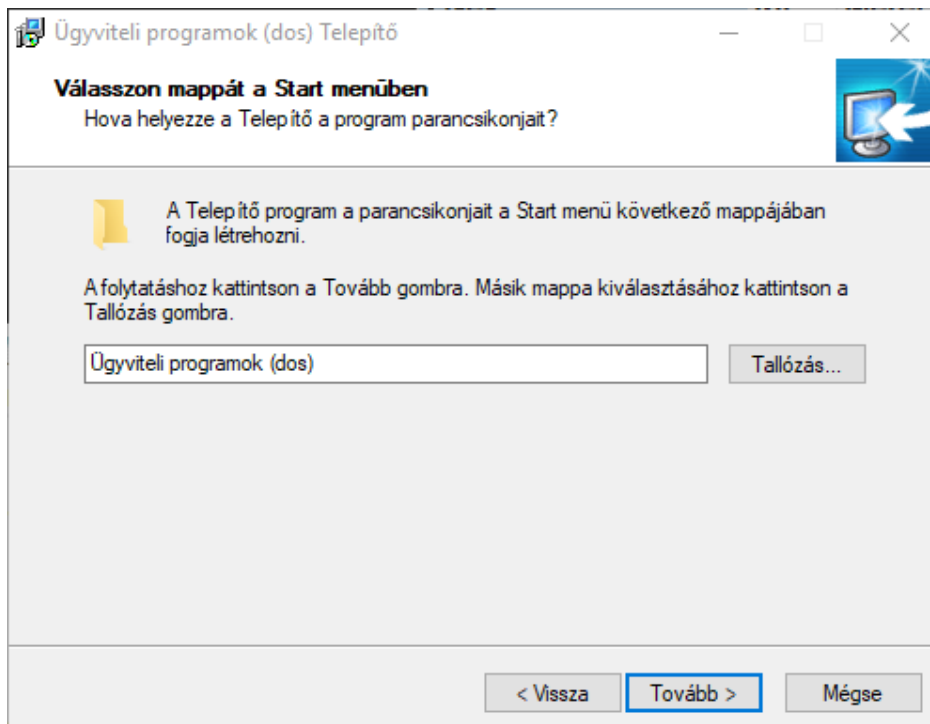 Ügyviteli programok (dos) Telepítő
Válasszon mappát a Start menüben
Hova helyezze a Telepítő a program parancsikonjait?
A Telepítő program a parancsikonjait a Start menü következő mappájában
fogja létrehozni.
A folytatáshoz kattintson a Tovább gombra. Másik mappa kiválasztásához kattintson a
Tallózás gombra.
Ügyviteli programok (dos)
Tallózás...
< Vissza
Tovább >
Mégse